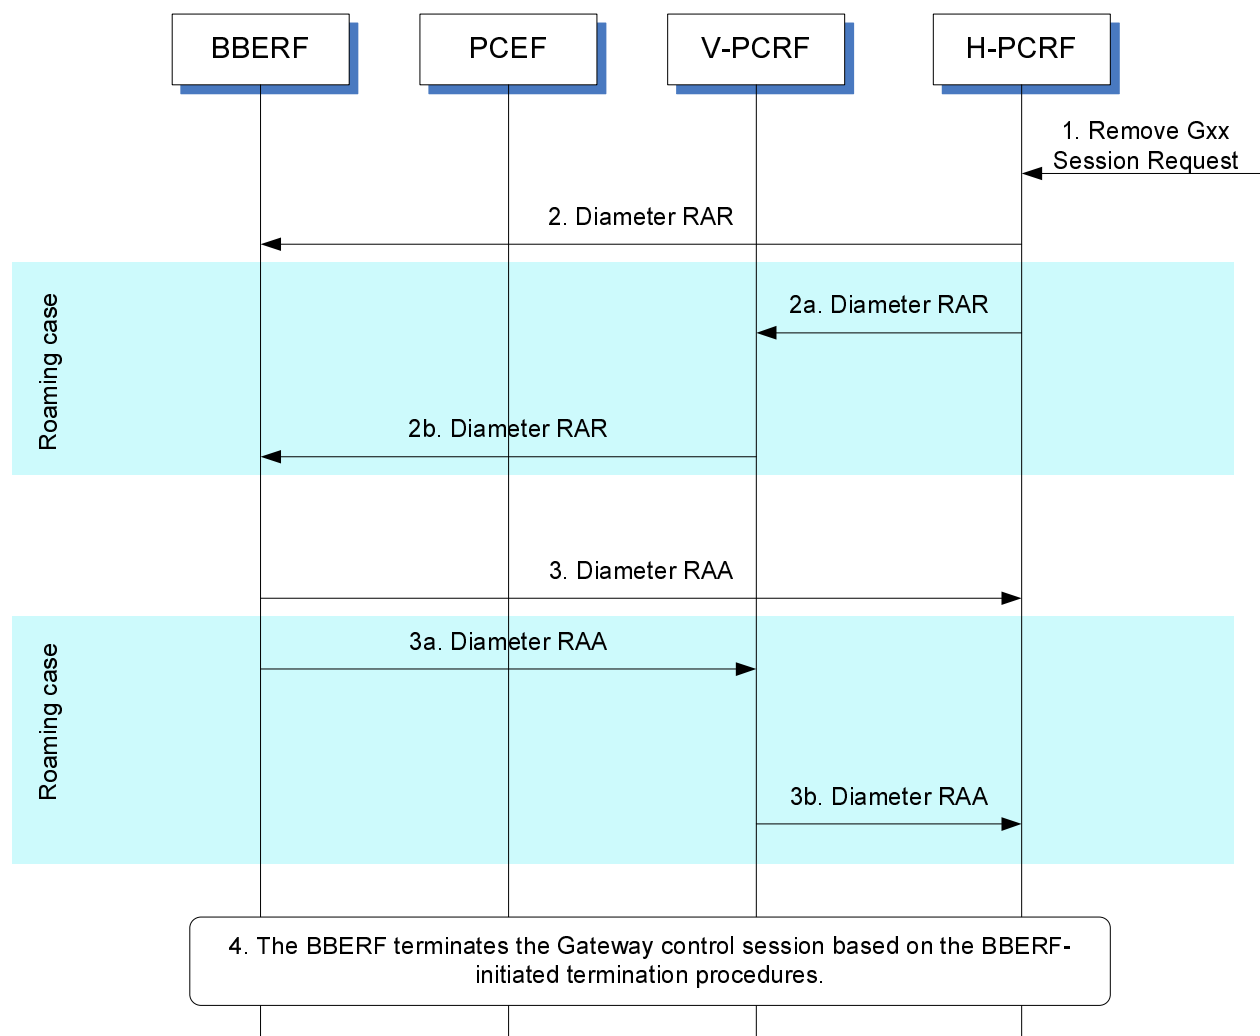 BBERF
PCEF
V-PCRF
H-PCRF
1. Remove Gxx
Session Request
2. Diameter RAR
Roaming case
2a. Diameter RAR
2b. Diameter RAR
3. Diameter RAA
Roaming case
3a. Diameter RAA
3b. Diameter RAA
4. The BBERF terminates the Gateway control session based on the BBERF-
initiated termination procedures.